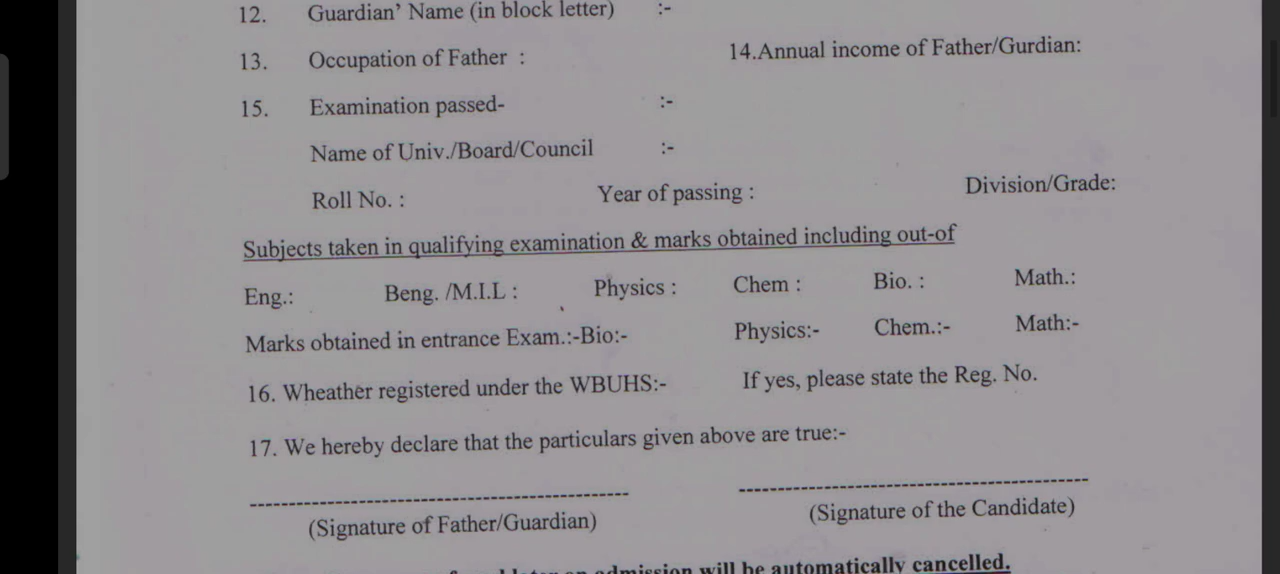 12. Guardian’ Name (in block letter) :-
13. Occupation of Father : 14.Annual income of Father/Gurdian:
15. Examination passed- :-
Name of Univ./Board/Council :-
Roll No. : Year of passing : Division/Grade:
Subjects taken in qualifying examination & marks obtained including out-of
Eng.: Beng. /M.I.L : Physics : Chem : Bio. : Math.:
Marks obtained in entrance Exam.:-Bio:- Physics:- Chem.:- Math:-
16. Wheather registered under the WBUHS:- If yes, please state the Reg. No.
17. We hereby declare that the particulars given above are true:-
(Signature of Father/Guardian) (Signature of the Candidate)
admission will be automatically cancelled.